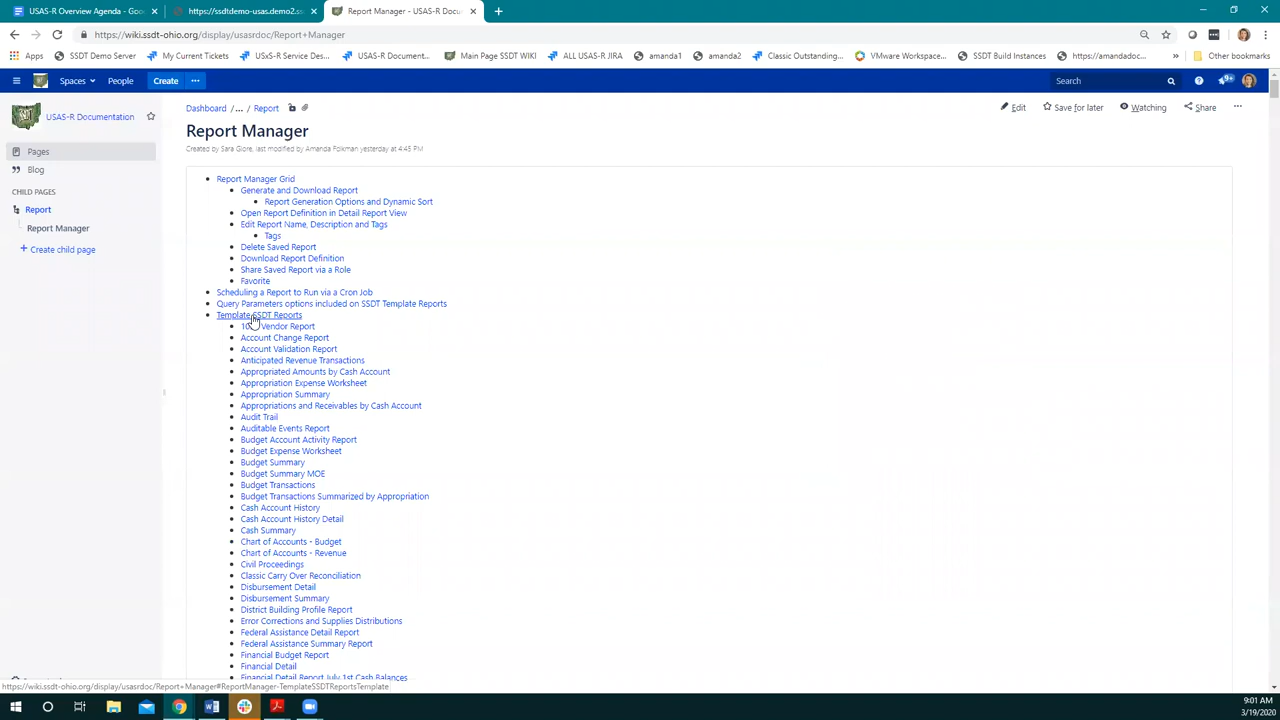 USAS-R Overview Agenda - Goo
https://ssdtdemo-usas.demo2.ss
Report Manager - USAS-R Docu
https://wiki.ssdt-ohio.org/display/usasrdoc/Report+Manager
Apps
SSDT Demo Server
My Current Tickets
USxS-R Service Des...
USAS-R Document...
Main Page SSDT WIKI
ALL USAS-R JIRA
amanda1
amanda2
Classic Outstanding...
VMware Workspace...
SSDT Build Instances
https://amandadoc...
»
Other bookmarks
Spaces
People
Create
Search
9+
USAS-R Documentation
Pages
Blog
CHILD PAGES
Report
Report Manager
+ Create child page
Dashboard /... / Report
Edit
Save for later
Watching
Share
Report Manager
Created by Sara Glore, last modified by Amanda Folkman yesterday at 4:45 PM
Report Manager Grid
Generate and Download Report
Report Generation Options and Dynamic Sort
Open Report Definition in Detail Report View
Edit Report Name, Description and Tags
Tags
Delete Saved Report
Download Report Definition
Share Saved Report via a Role
Favorite
Scheduling a Report to Run via a Cron Job
Query Parameters options included on SSDT Template Reports
Template SSDT Reports
Vendor Report
Account Change Report
Account Validation Report
Anticipated Revenue Transactions
Appropriated Amounts by Cash Account
Appropriation Expense Worksheet
Appropriation Summary
Appropriations and Receivables by Cash Account
Audit Trail
Auditable Events Report
Budget Account Activity Report
Budget Expense Worksheet
Budget Summary
Budget Summary MOE
Budget Transactions
Budget Transactions Summarized by Appropriation
Cash Account History
Cash Account History Detail
Cash Summary
Chart of Accounts - Budget
Chart of Accounts - Revenue
Civil Proceedings
Classic Carry Over Reconciliation
Disbursement Detail
Disbursement Summary
District Building Profile Report
Error Corrections and Supplies Distributions
Federal Assistance Detail Report
Federal Assistance Summary Report
Financial Budget Report
Financial Detail
Financial Detail Report July 1st Cash Balances
https://wiki.ssdt-ohio.org/display/usasrdoc/Report+Manager#ReportManager-TemplateSSDTReportsTemplate
9:01 AM
3/19/2020